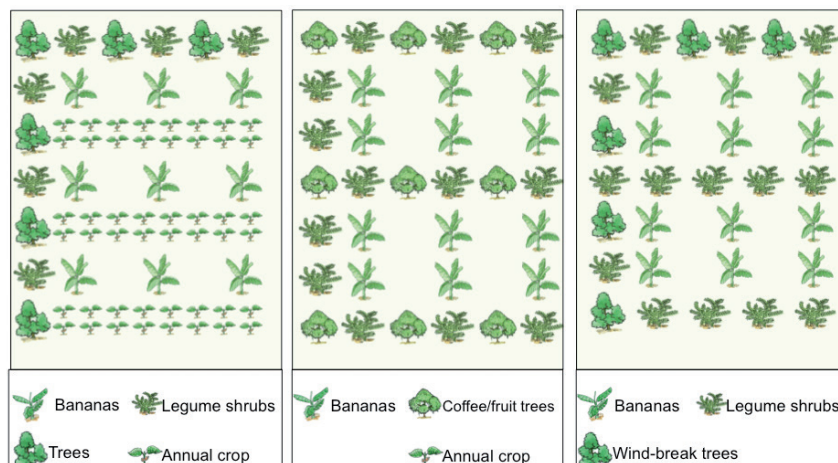 Bananas Legume shrubs
Trees Annual crop
Bananas Coffee/fruit trees
Annual crop
Bananas Legume shrubs
Wind-break trees